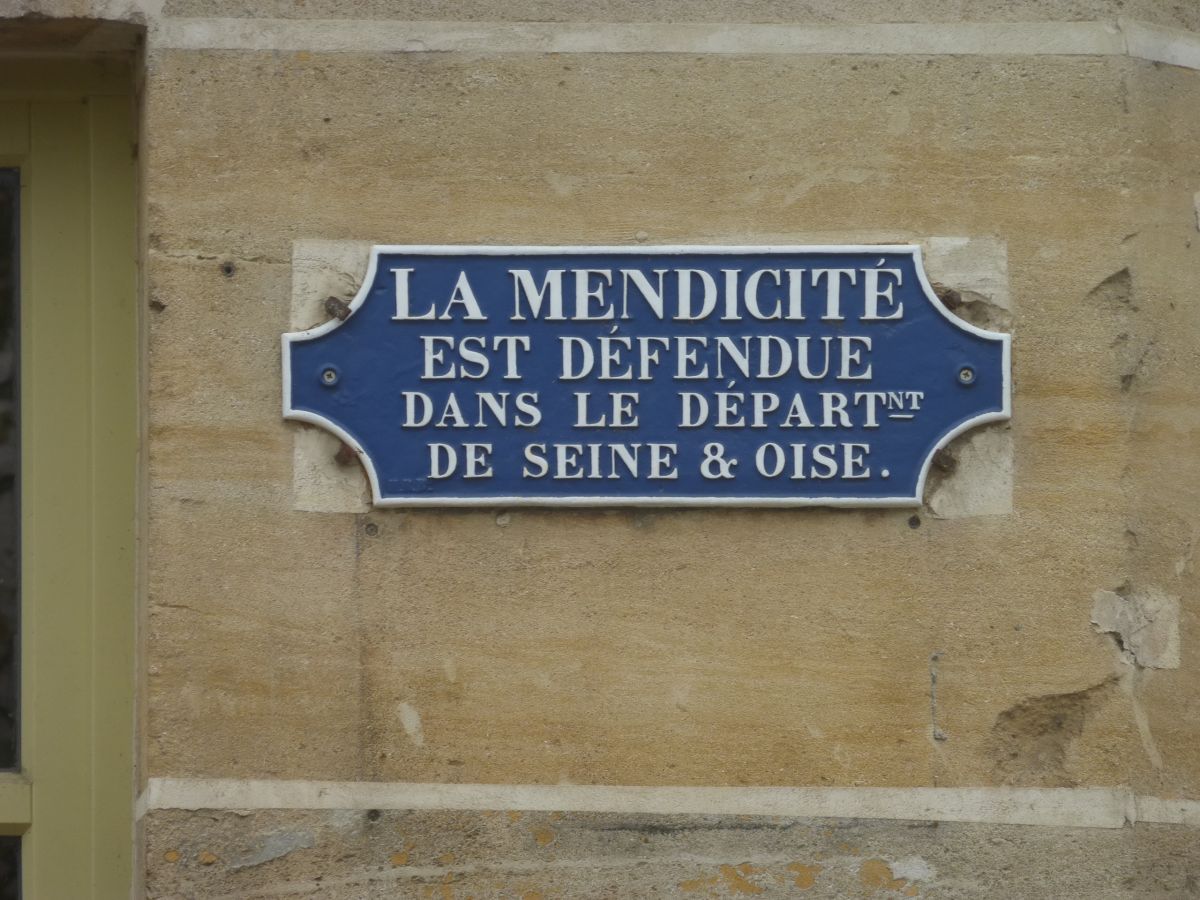 LA MENDICITÉ
EST DÉFENDUE
DANS LE DÉPARTNT
DE SEINE & OISE.